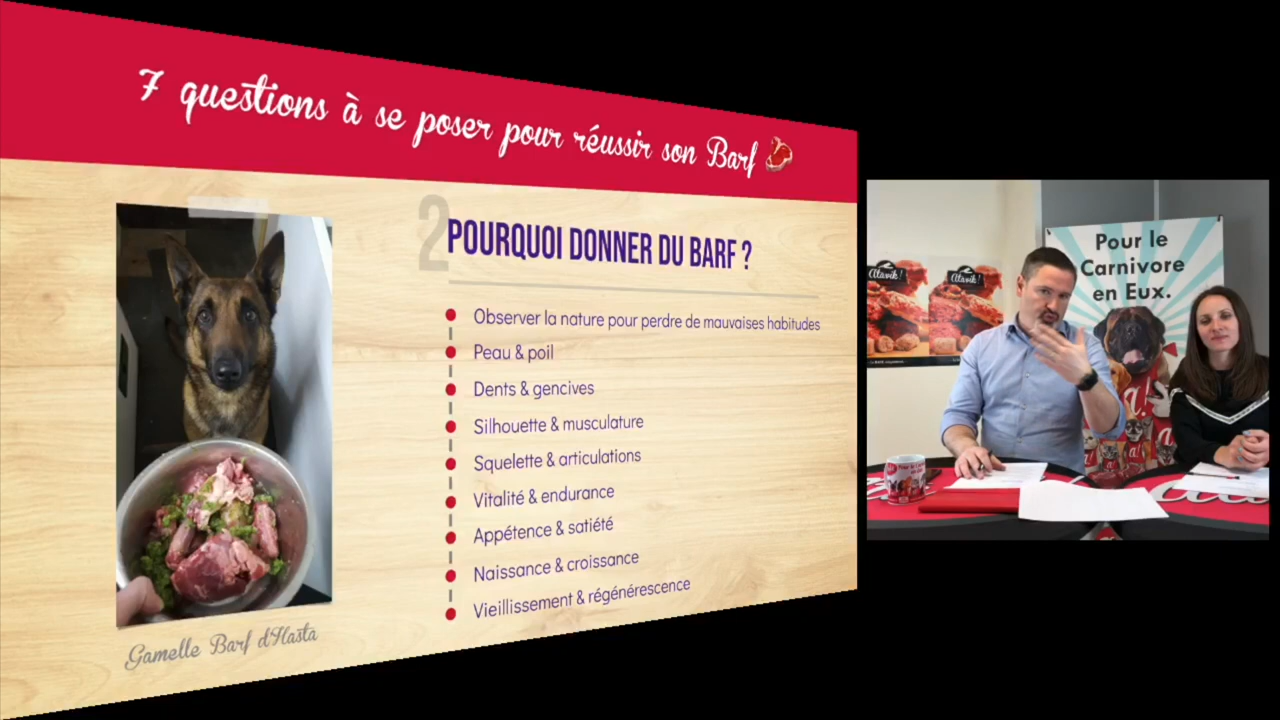 7 questions à se poser pour réussir son Barf
2
POURQUOI DONNER DU BARF ?
Observer la nature pour perdre de mauvaises habitudes
Peau & poil
Dents & gencives
Silhouette & musculature
Squelette & articulations
Vitalité & endurance
Appétence & satiété
Naissance & croissance
Vieillissement & régénérescence
Gamelle Barf d'Hasta
Atavik!
Atavik!
Pour le
Carnivore
en Eux.
a!
a!
a!